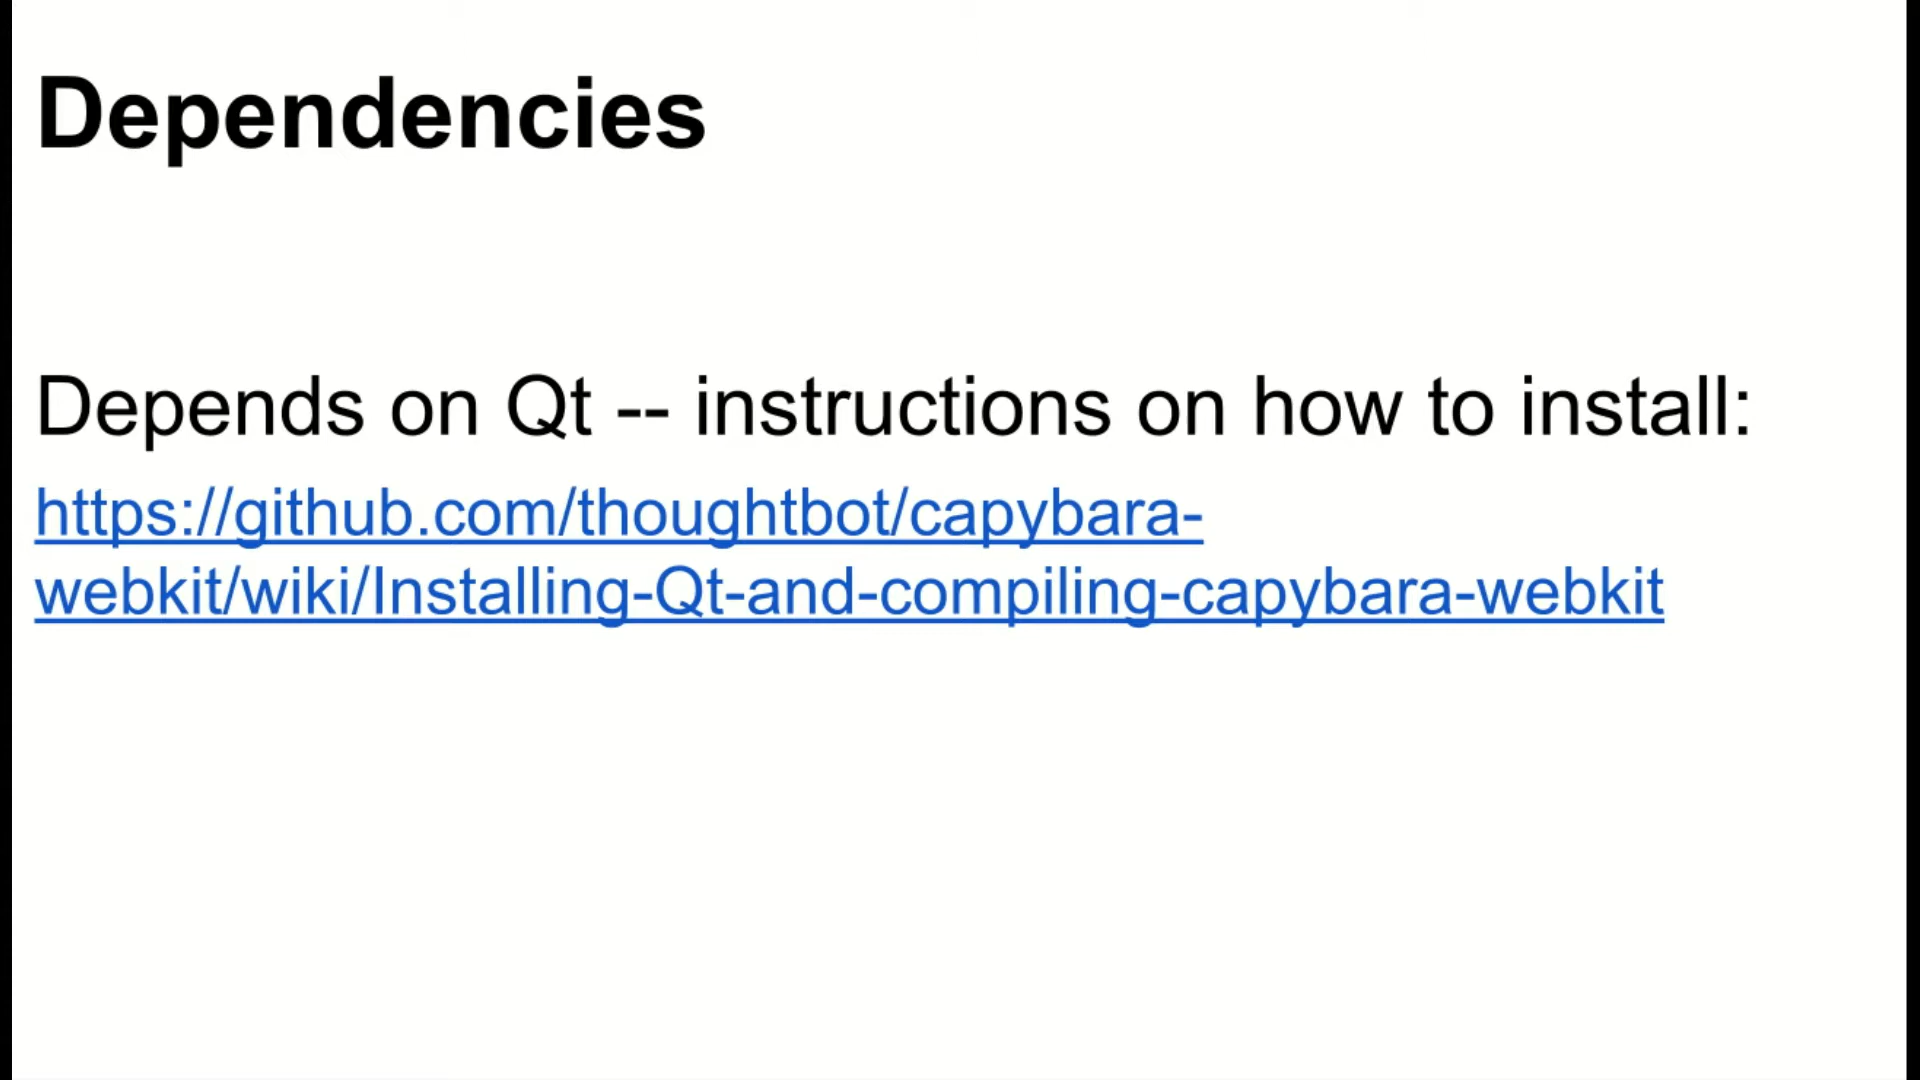 Dependencies
Depends on Qt -- instructions on how to install:
https://github.com/thoughtbot/capybara-
webkit/wiki/Installing-Qt-and-compiling-capybara-webkit